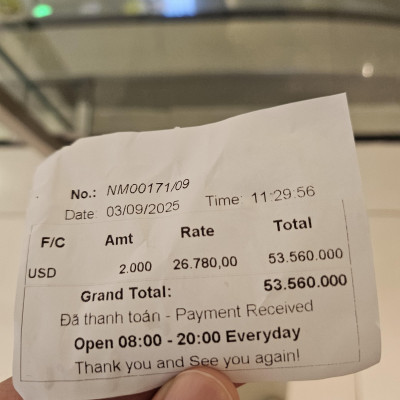 No.: NM00171/09
Date 03/09/2025 Time: 11:29:56
F/C Amt Rate Total
USD 2.000 26.780,00 53.560.000
Grand Total: 53.560.000
Đã thanh toán - Payment Received
Open 08:00 - 20:00 Everyday
Thank you and See you again!